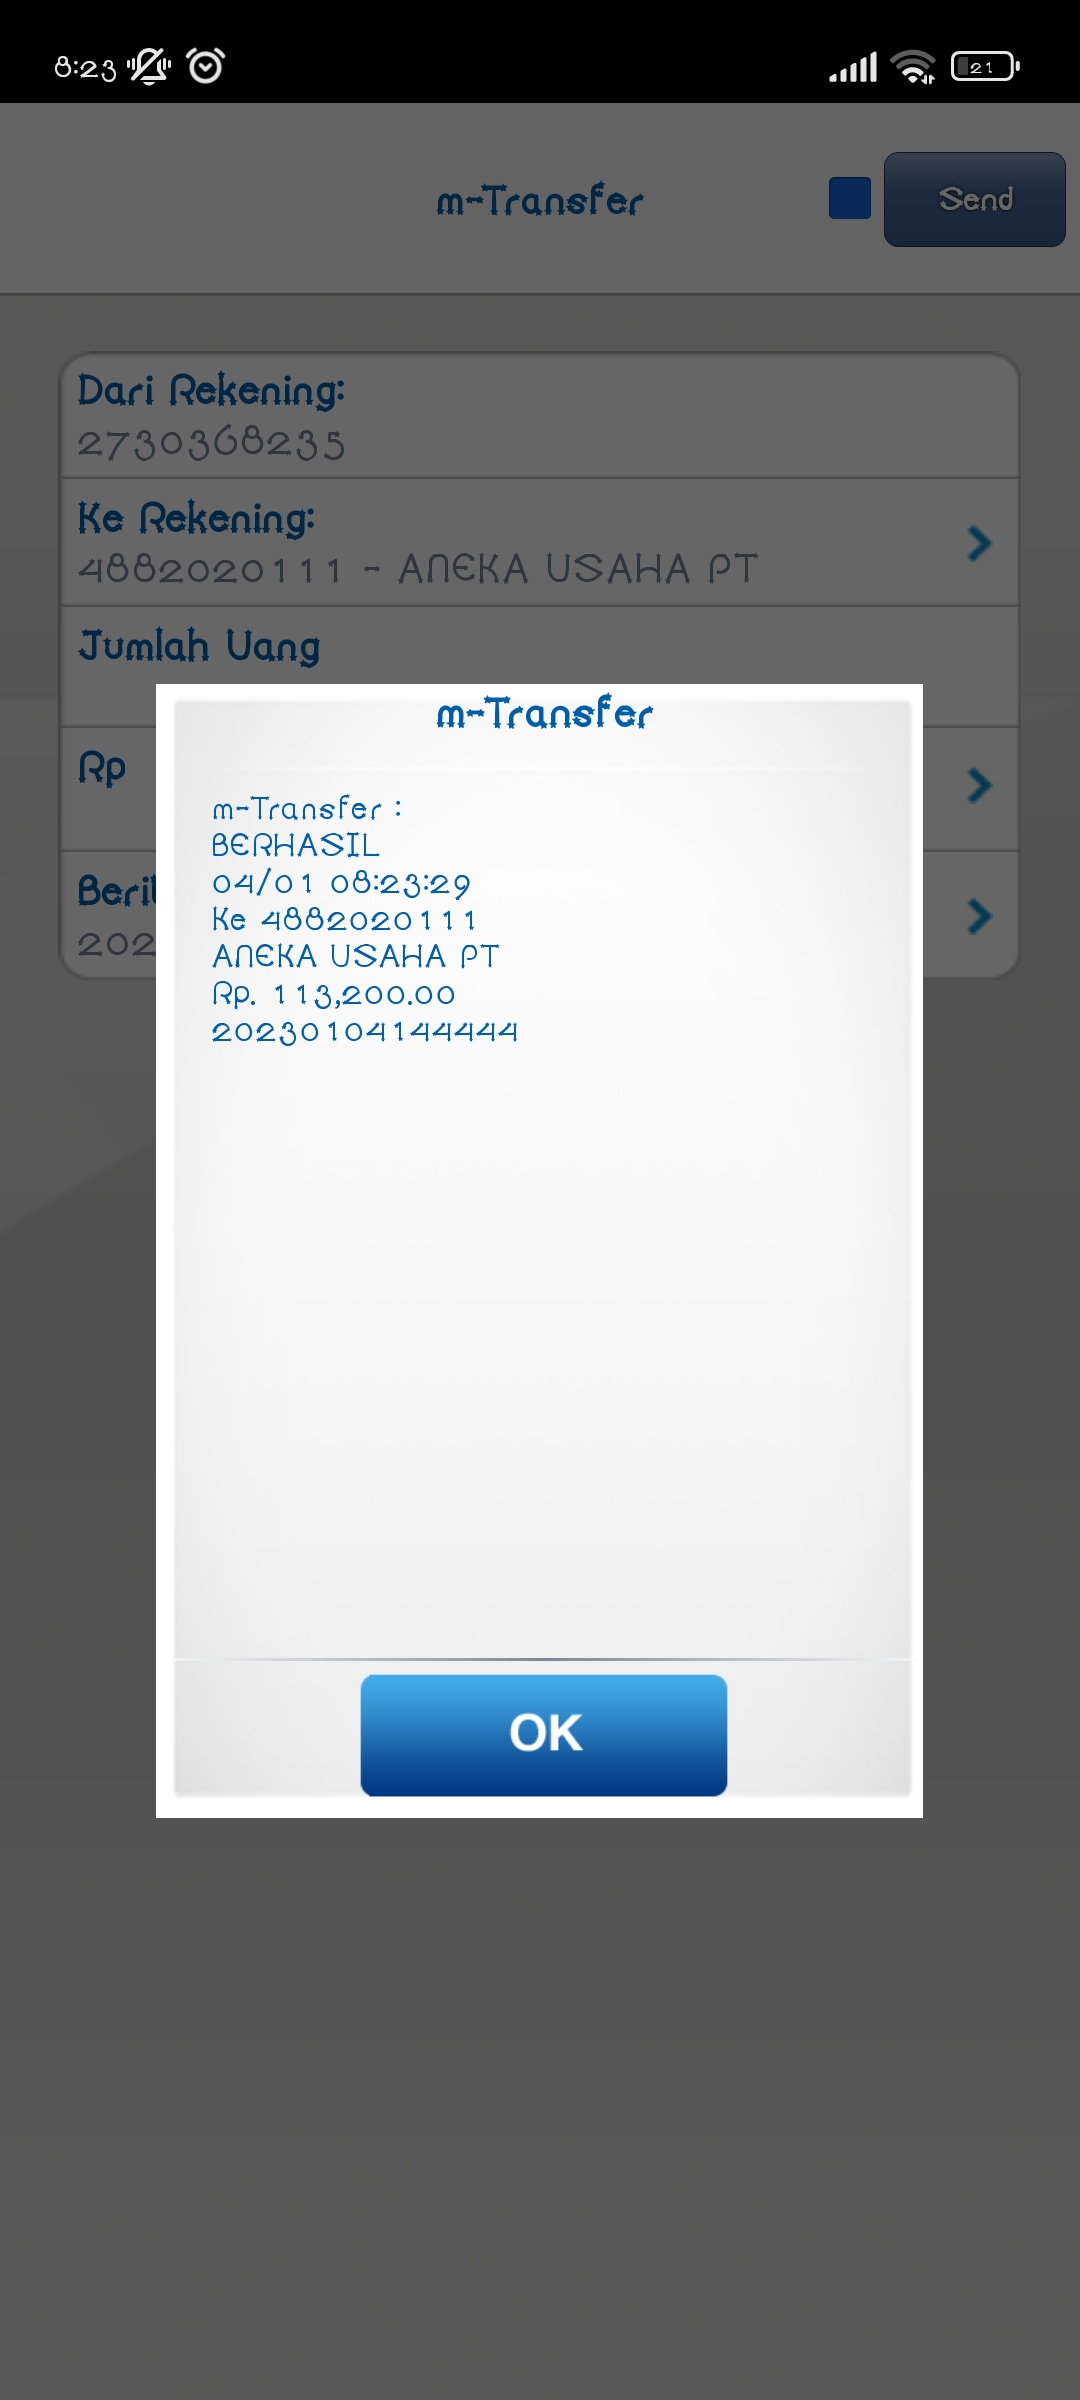 8:23
21
m-Transfer
Send
Dari Rekening:
2730368235
Ke Rekening:
4882020111 - ANEKA USAHA PT
Jumlah Uang
Rp
Beri
202
m-Transfer
m-Transfer :
BERHASIL
04/01 08:23:29
Ke 4882020111
ANEKA USAHA PT
Rp. 113,200.00
20230104144444
OK